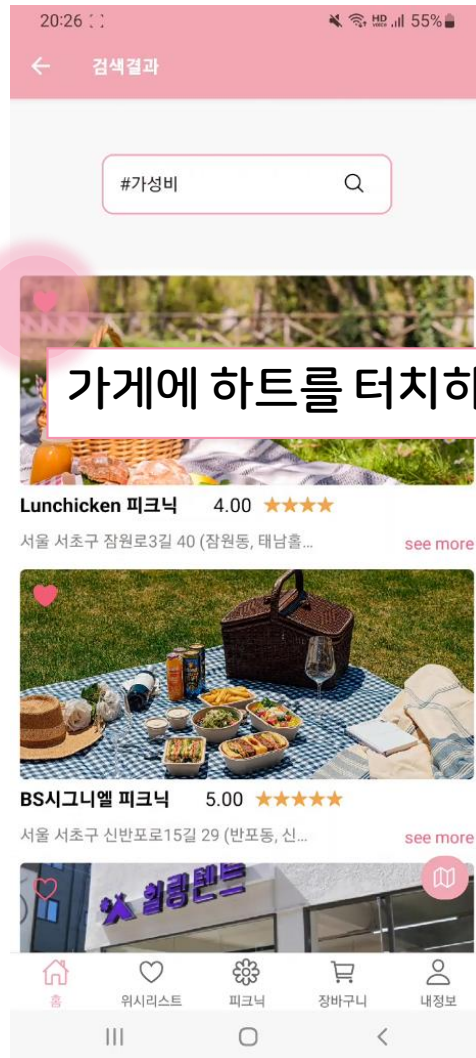 20:26
55%
검색결과
#가성비
가게에 하트를 터치하
Lunchicken 피크닉 4.00 ★★★★
서울 서초구 잠원로3길 40 (잠원동, 태남홀...
see more
BS시그니엘 피크닉 5.00 ★★★★★
서울 서초구 신반포로15길 29 (반포동, 신...
see more
힐링텐트
홈 위시리스트 피크닉 장바구니 내정보